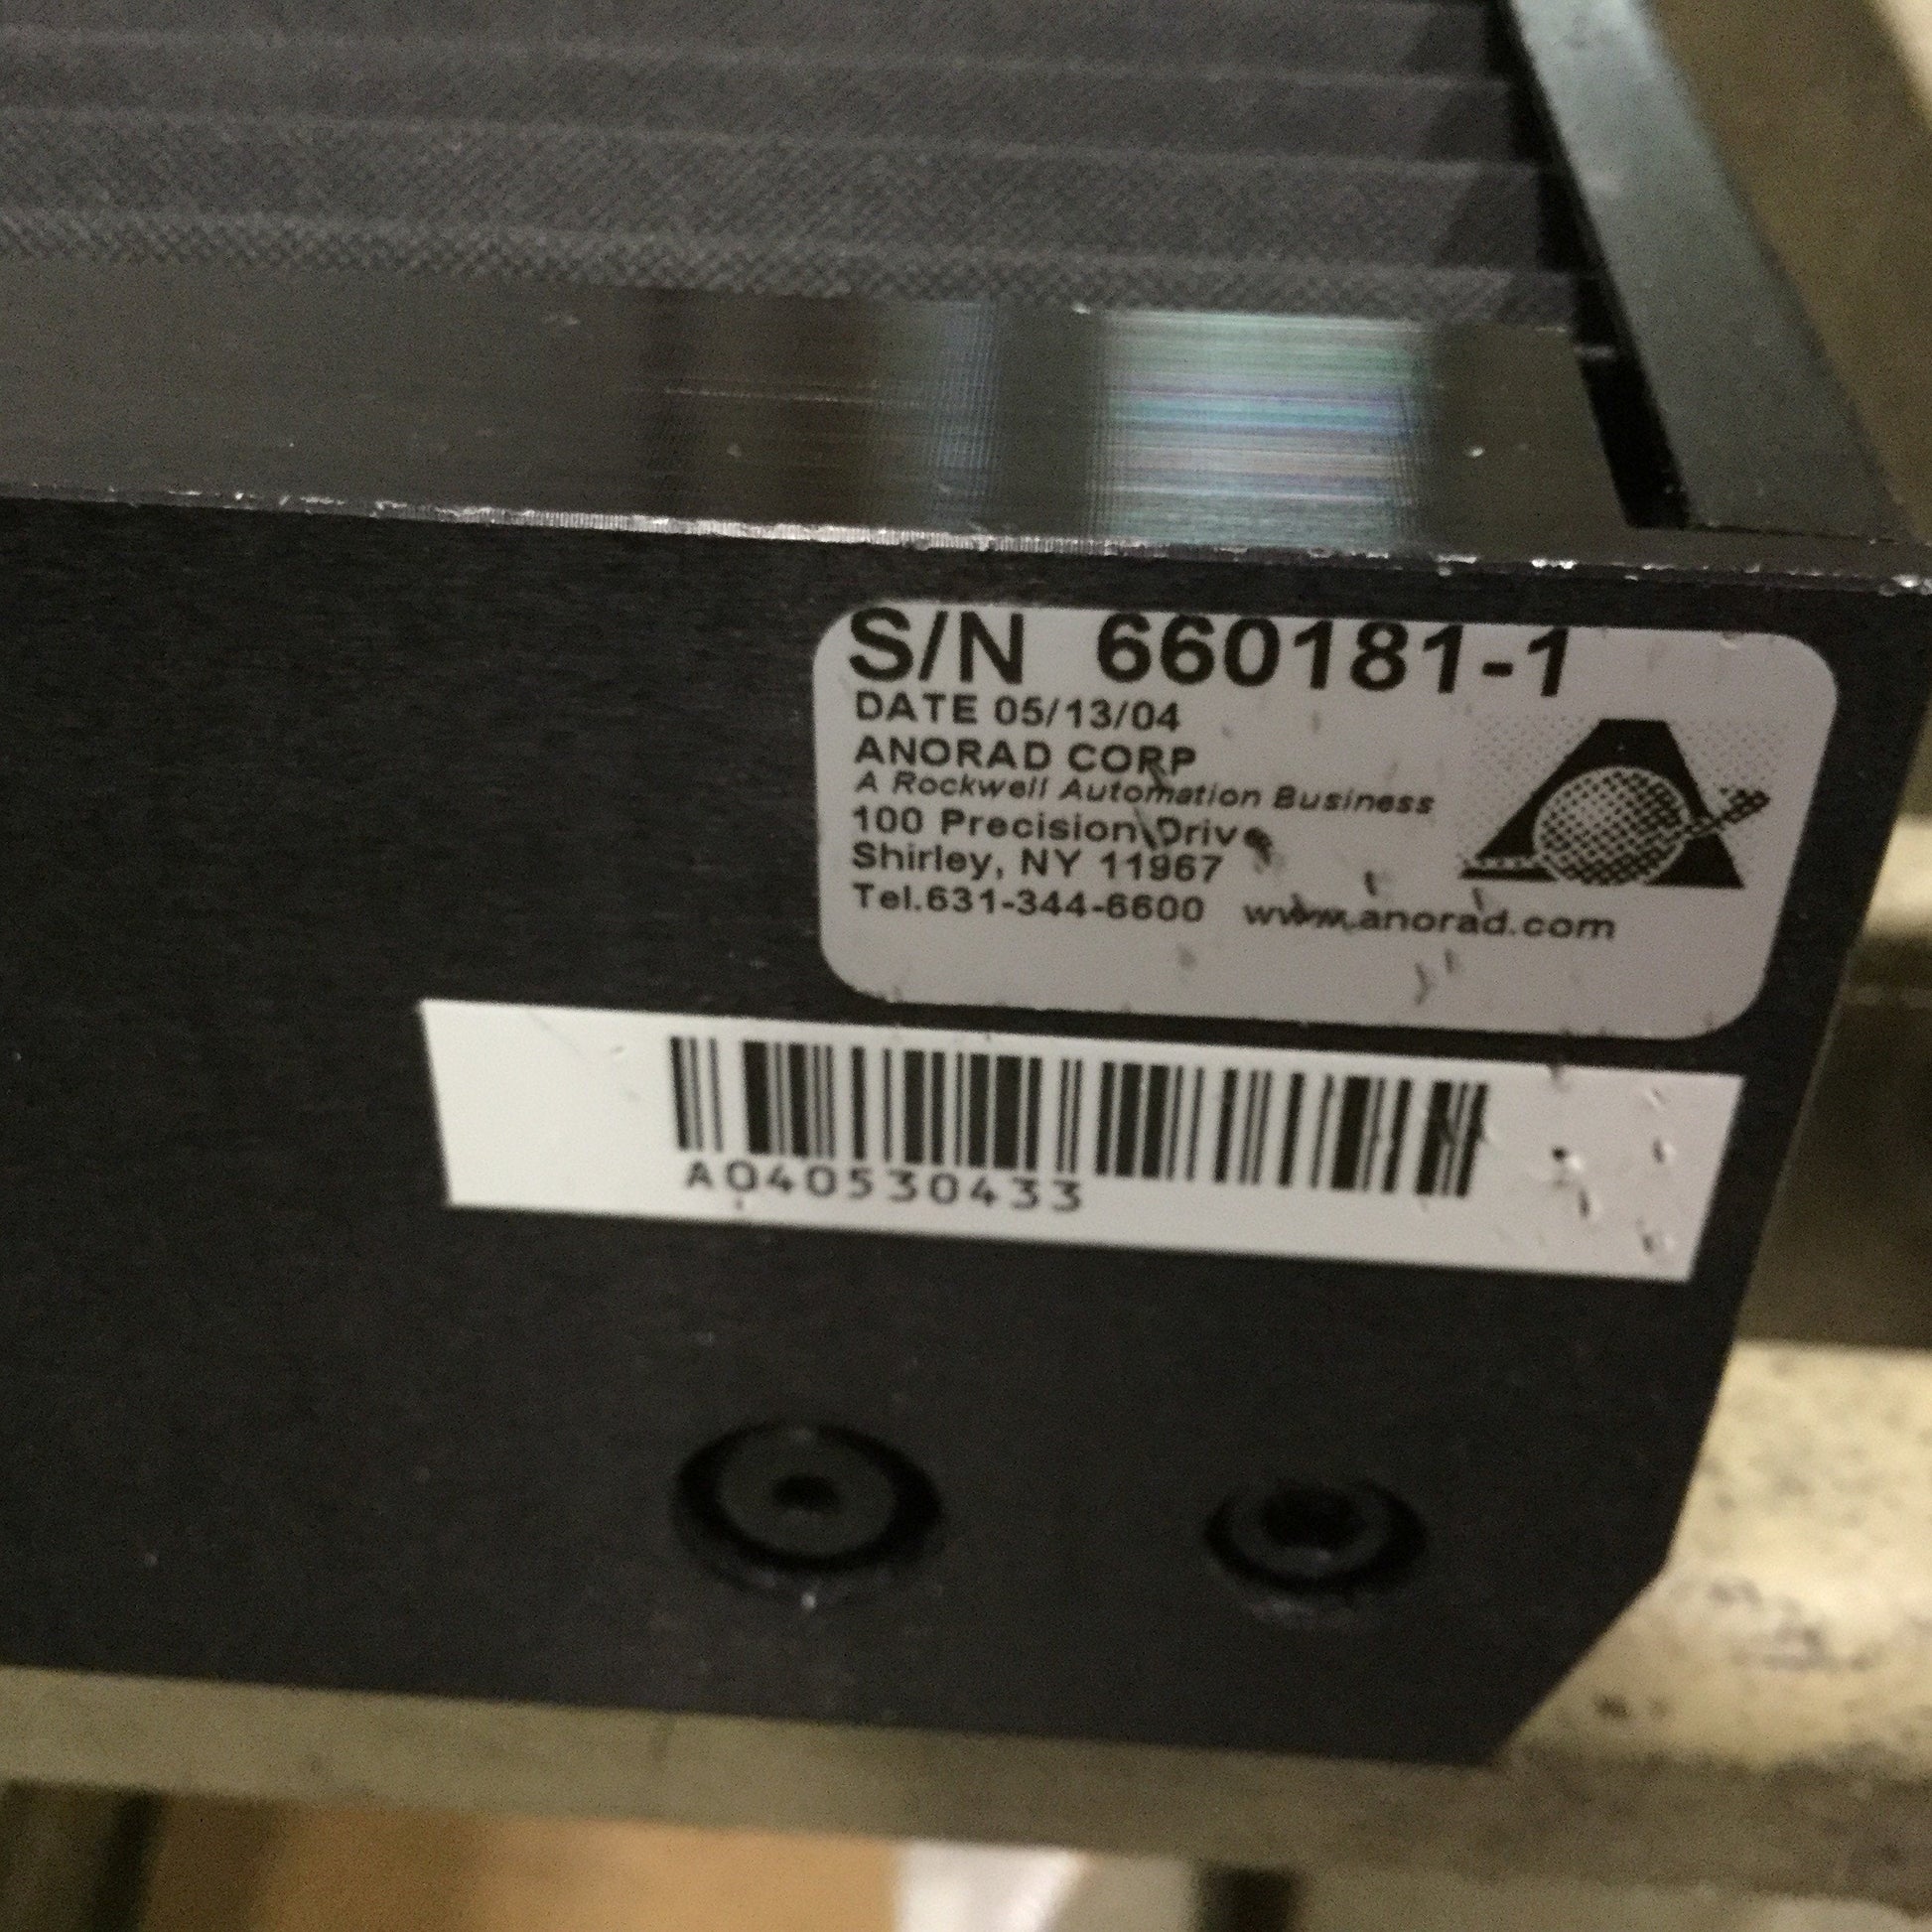 S/N 660181-1
DATE 05/13/04
ANORAD CORP
A Rockwell Automation Business
100 Precision Drive
Shirley, NY 11967
Tel.631-344-6600 www.anorad.com
A040530433